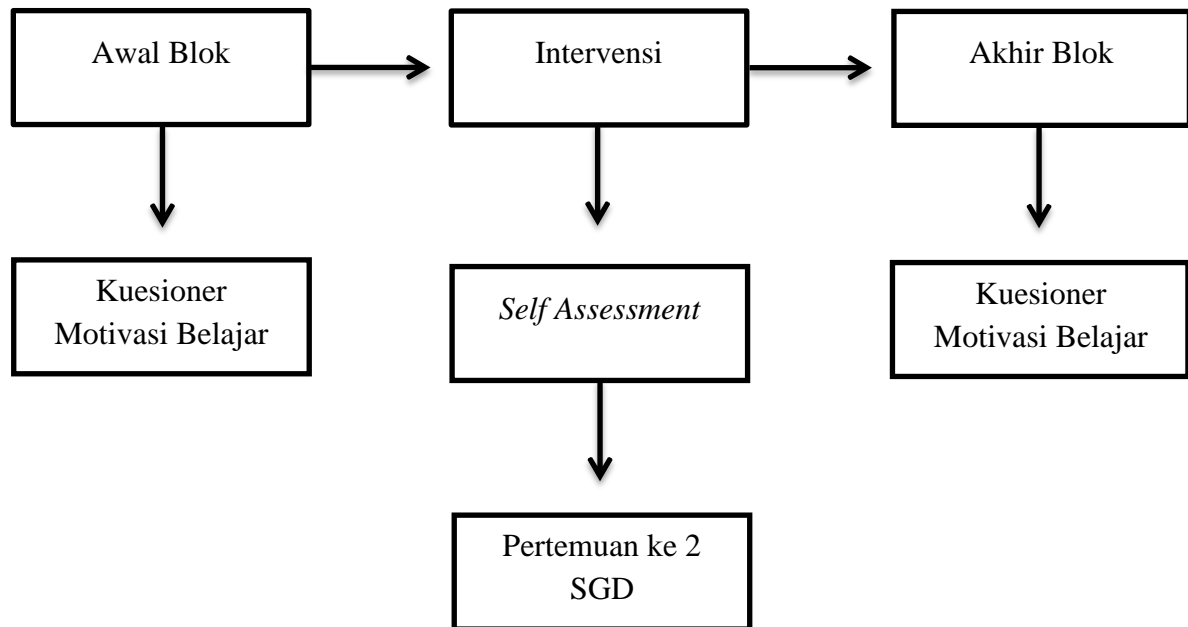 Awal Blok
Intervensi
Akhir Blok
Kuesioner
Motivasi Belajar
Self Assessment
Kuesioner
Motivasi Belajar
Pertemuan ke 2
SGD